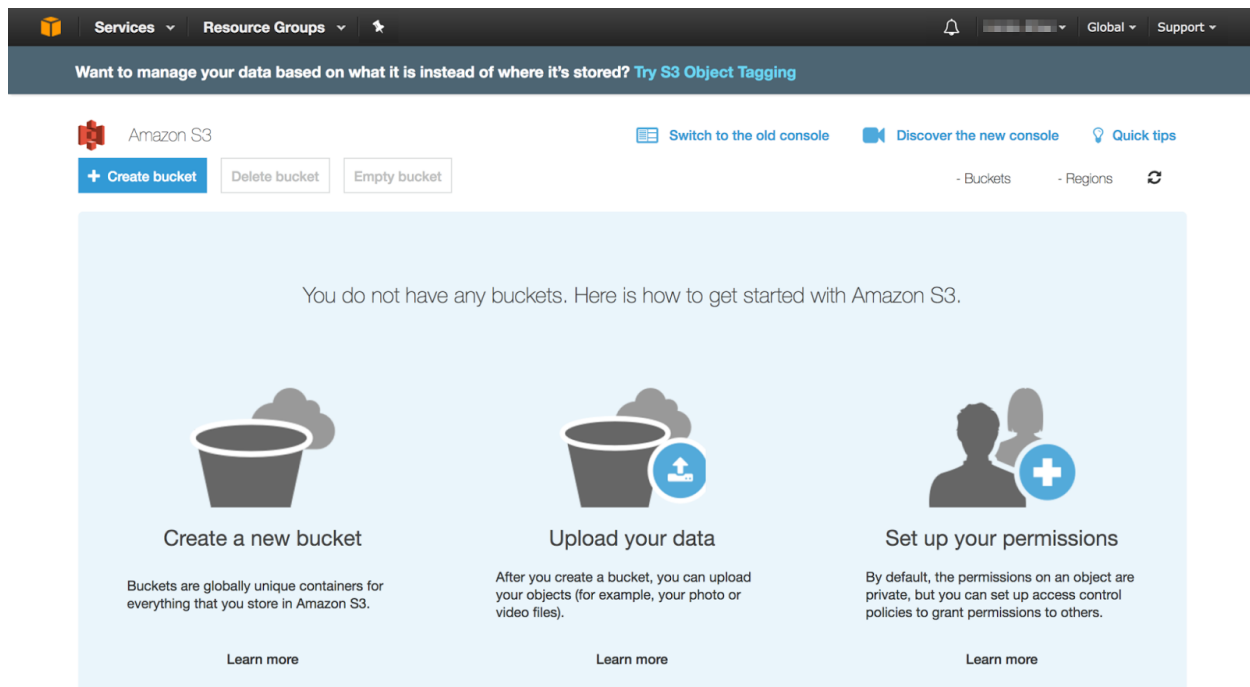 Services Resource Groups Global Support
Want to manage your data based on what it is instead of where it's stored? Try S3 Object Tagging
Amazon S3 Switch to the old console Discover the new console Quick tips
+ Create bucket Delete bucket Empty bucket - Buckets - Regions
You do not have any buckets. Here is how to get started with Amazon S3.
Create a new bucket
Buckets are globally unique containers for
everything that you store in Amazon S3.
Learn more
Upload your data
After you create a bucket, you can upload
your objects (for example, your photo or
video files).
Learn more
Set up your permissions
By default, the permissions on an object are
private, but you can set up access control
policies to grant permissions to others.
Learn more